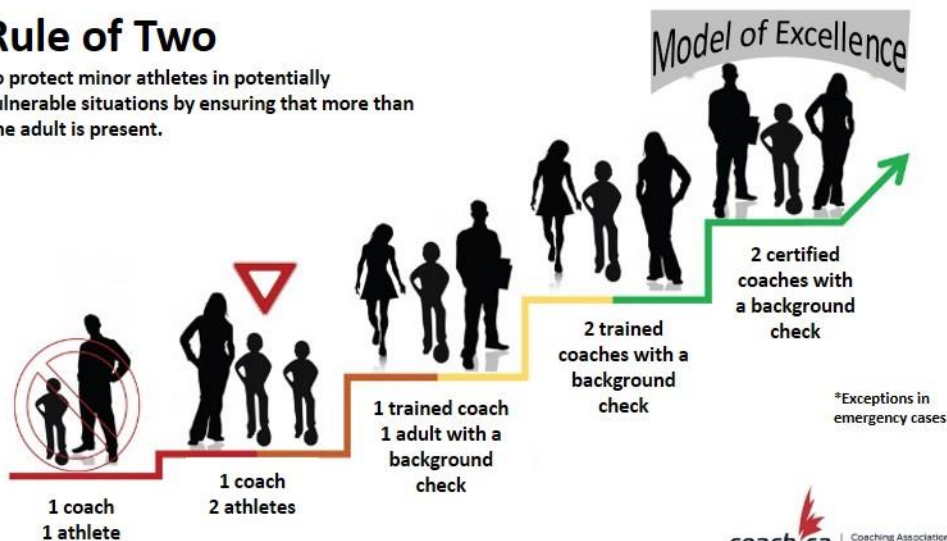 Rule of Two
o protect minor athletes in potentially
ulnerable situations by ensuring that more than
ne adult is present.
Model of Excellence
2 certified
coaches with
a background
check
2 trained
coaches with a
background
check
*Exceptions in
emergency cases
1 trained coach
1 adult with a
background
check
1 coach
2 athletes
1 coach
1 athlete
Coaching Association